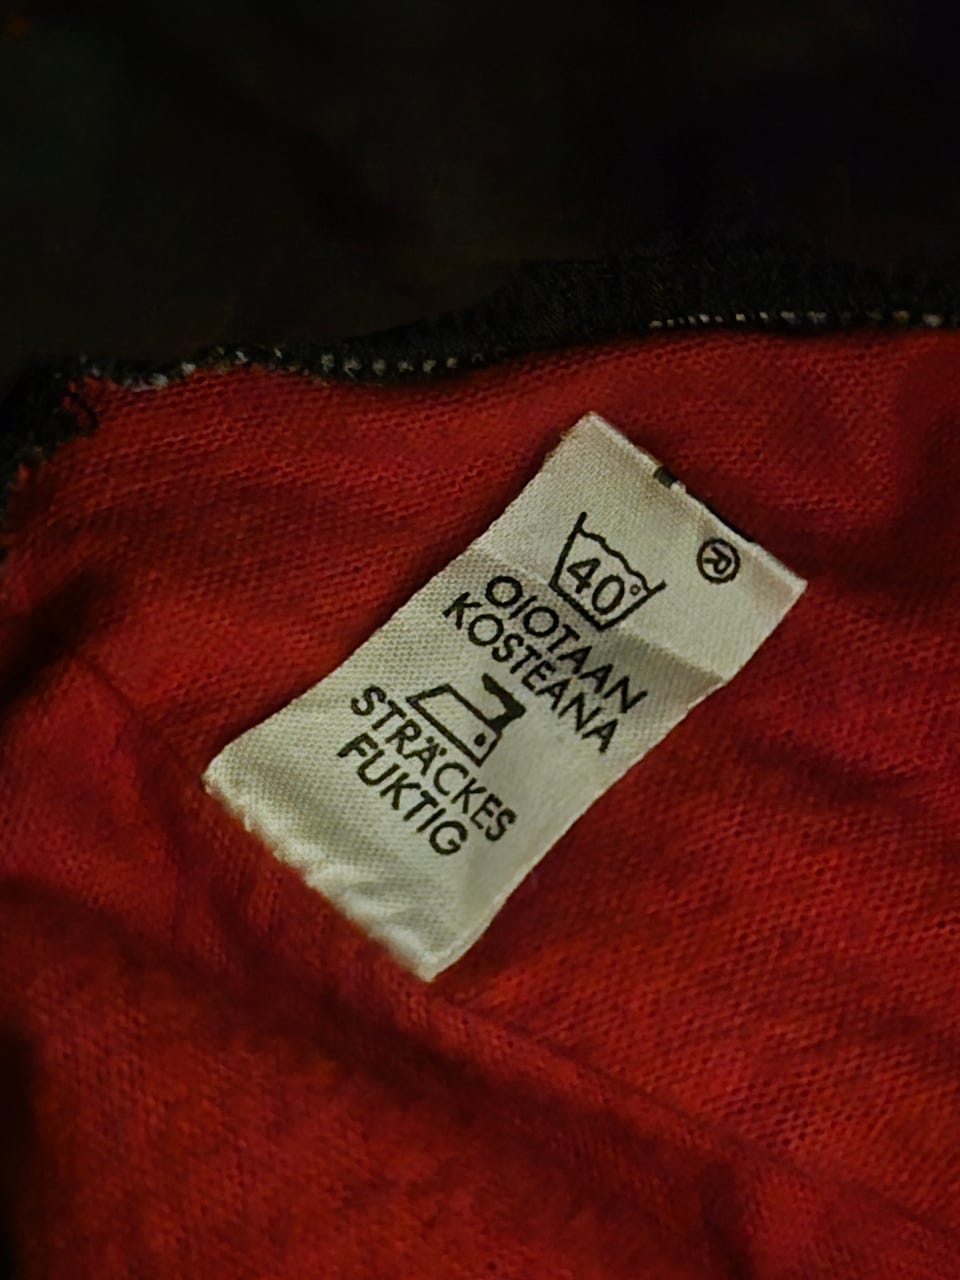 ®
40°
OIOTAAN
KOSTEANA
STRÄCKES
FUKTIG